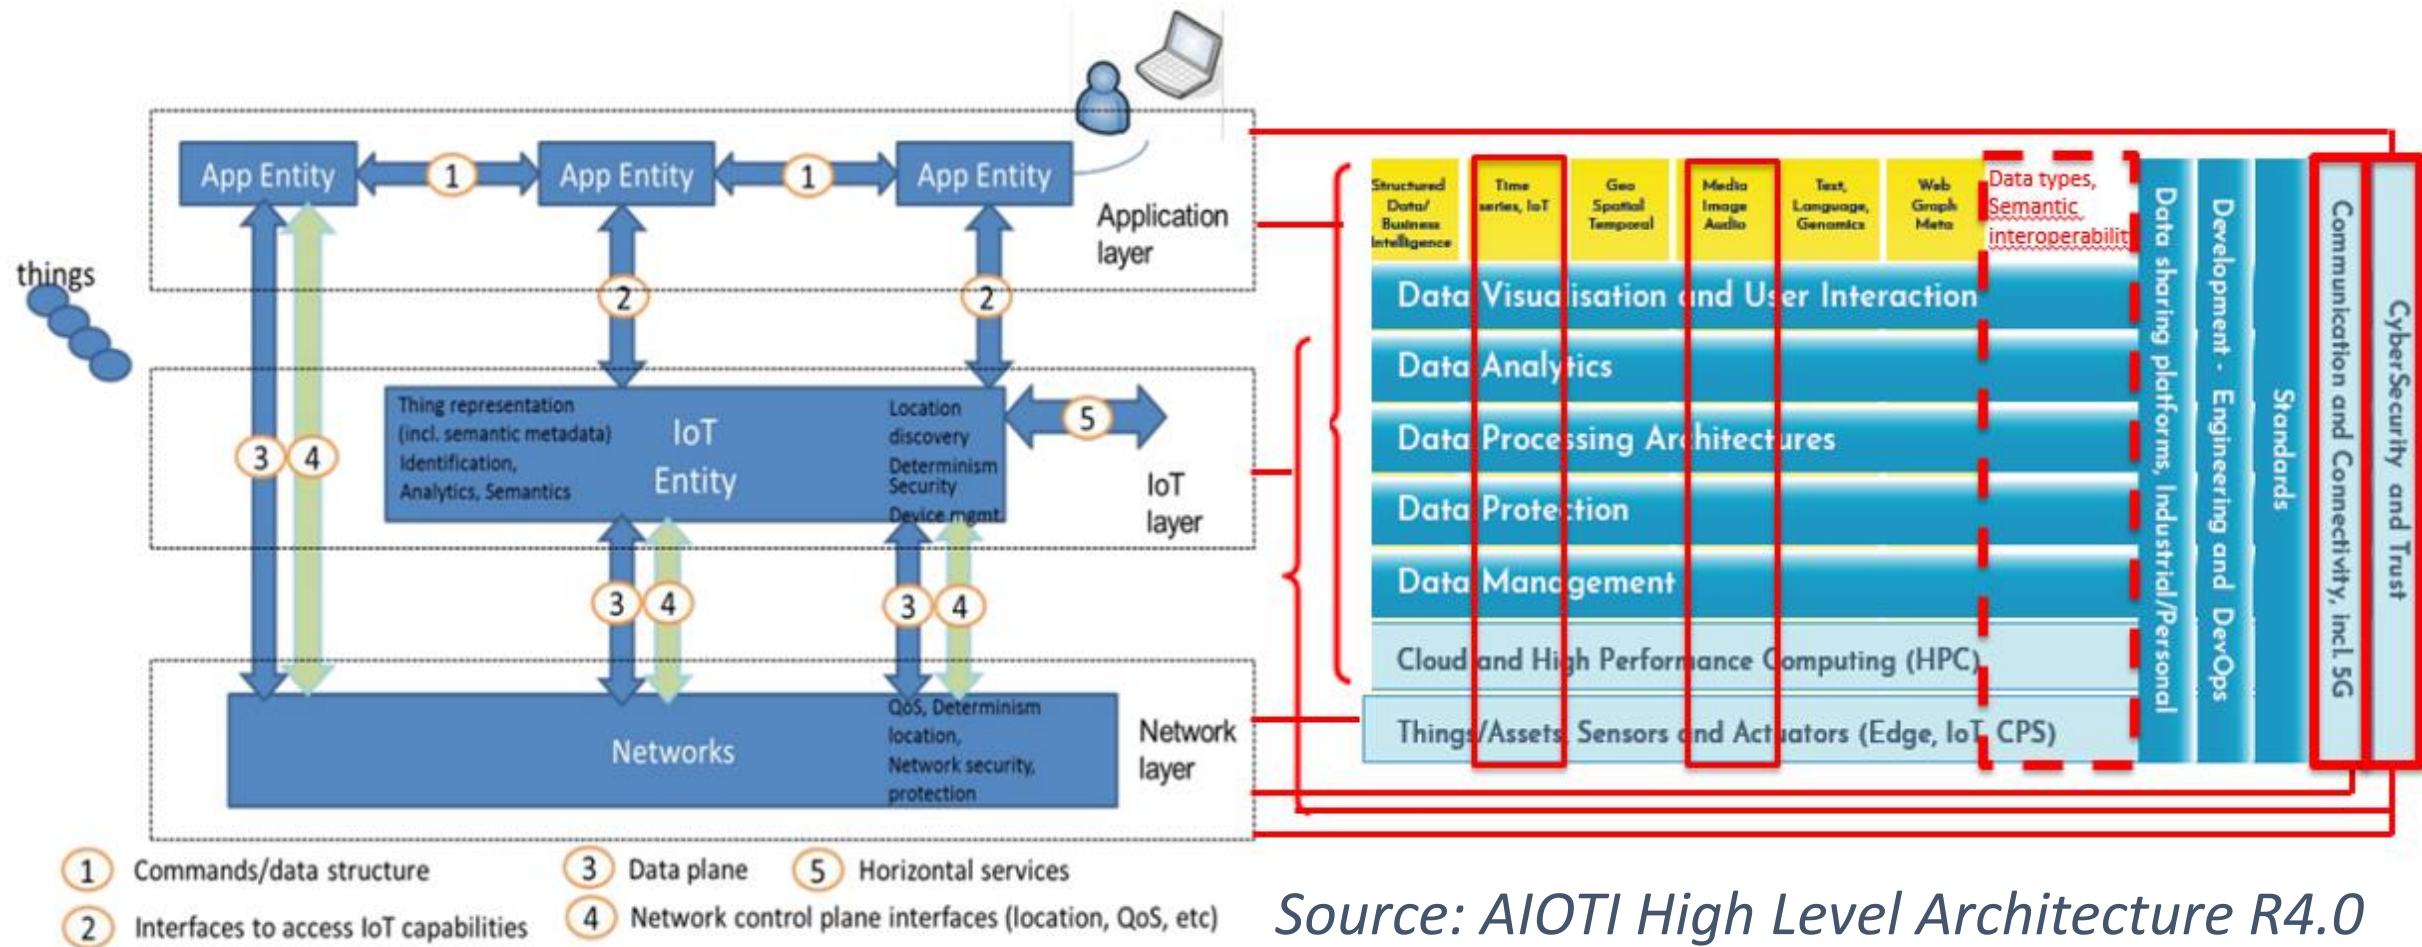 things
App Entity
1
App Entity
1
App Entity
Application
layer
2
2
3
4
Thing representation
(incl. semantic metadata)
Identification,
Analytics, Semantics
IoT
Entity
Location
discovery
Determinism
Security
Device mgmt
5
IoT
layer
3
4
3
4
Networks
QoS, Determinism
location,
Network security,
protection
Network
layer
1 Commands/data structure
2 Interfaces to access IoT capabilities
3 Data plane
4 Network control plane interfaces (location, QoS, etc)
5 Horizontal services
Structured
Data/
Business
Intelligence
Time
series, IoT
Geo
Spatial
Temporal
Media
Image
Audio
Text,
Language,
Genomics
Web
Graph
Meta
Data types,
Semantic
interoperabilit
Data Visualisation and User Interaction
Data Analytics
Data Processing Architectures
Data Protection
Data Management
Cloud and High Performance Computing (HPC)
Things/Assets, Sensors and Actuators (Edge, IoT, CPS)
Data sharing platforms, Industrial/Personal
Development - Engineering and DevOps
Standards
Communication and Connectivity, incl. 5G
CyberSecurity and Trust
Source: AIOTI High Level Architecture R4.0